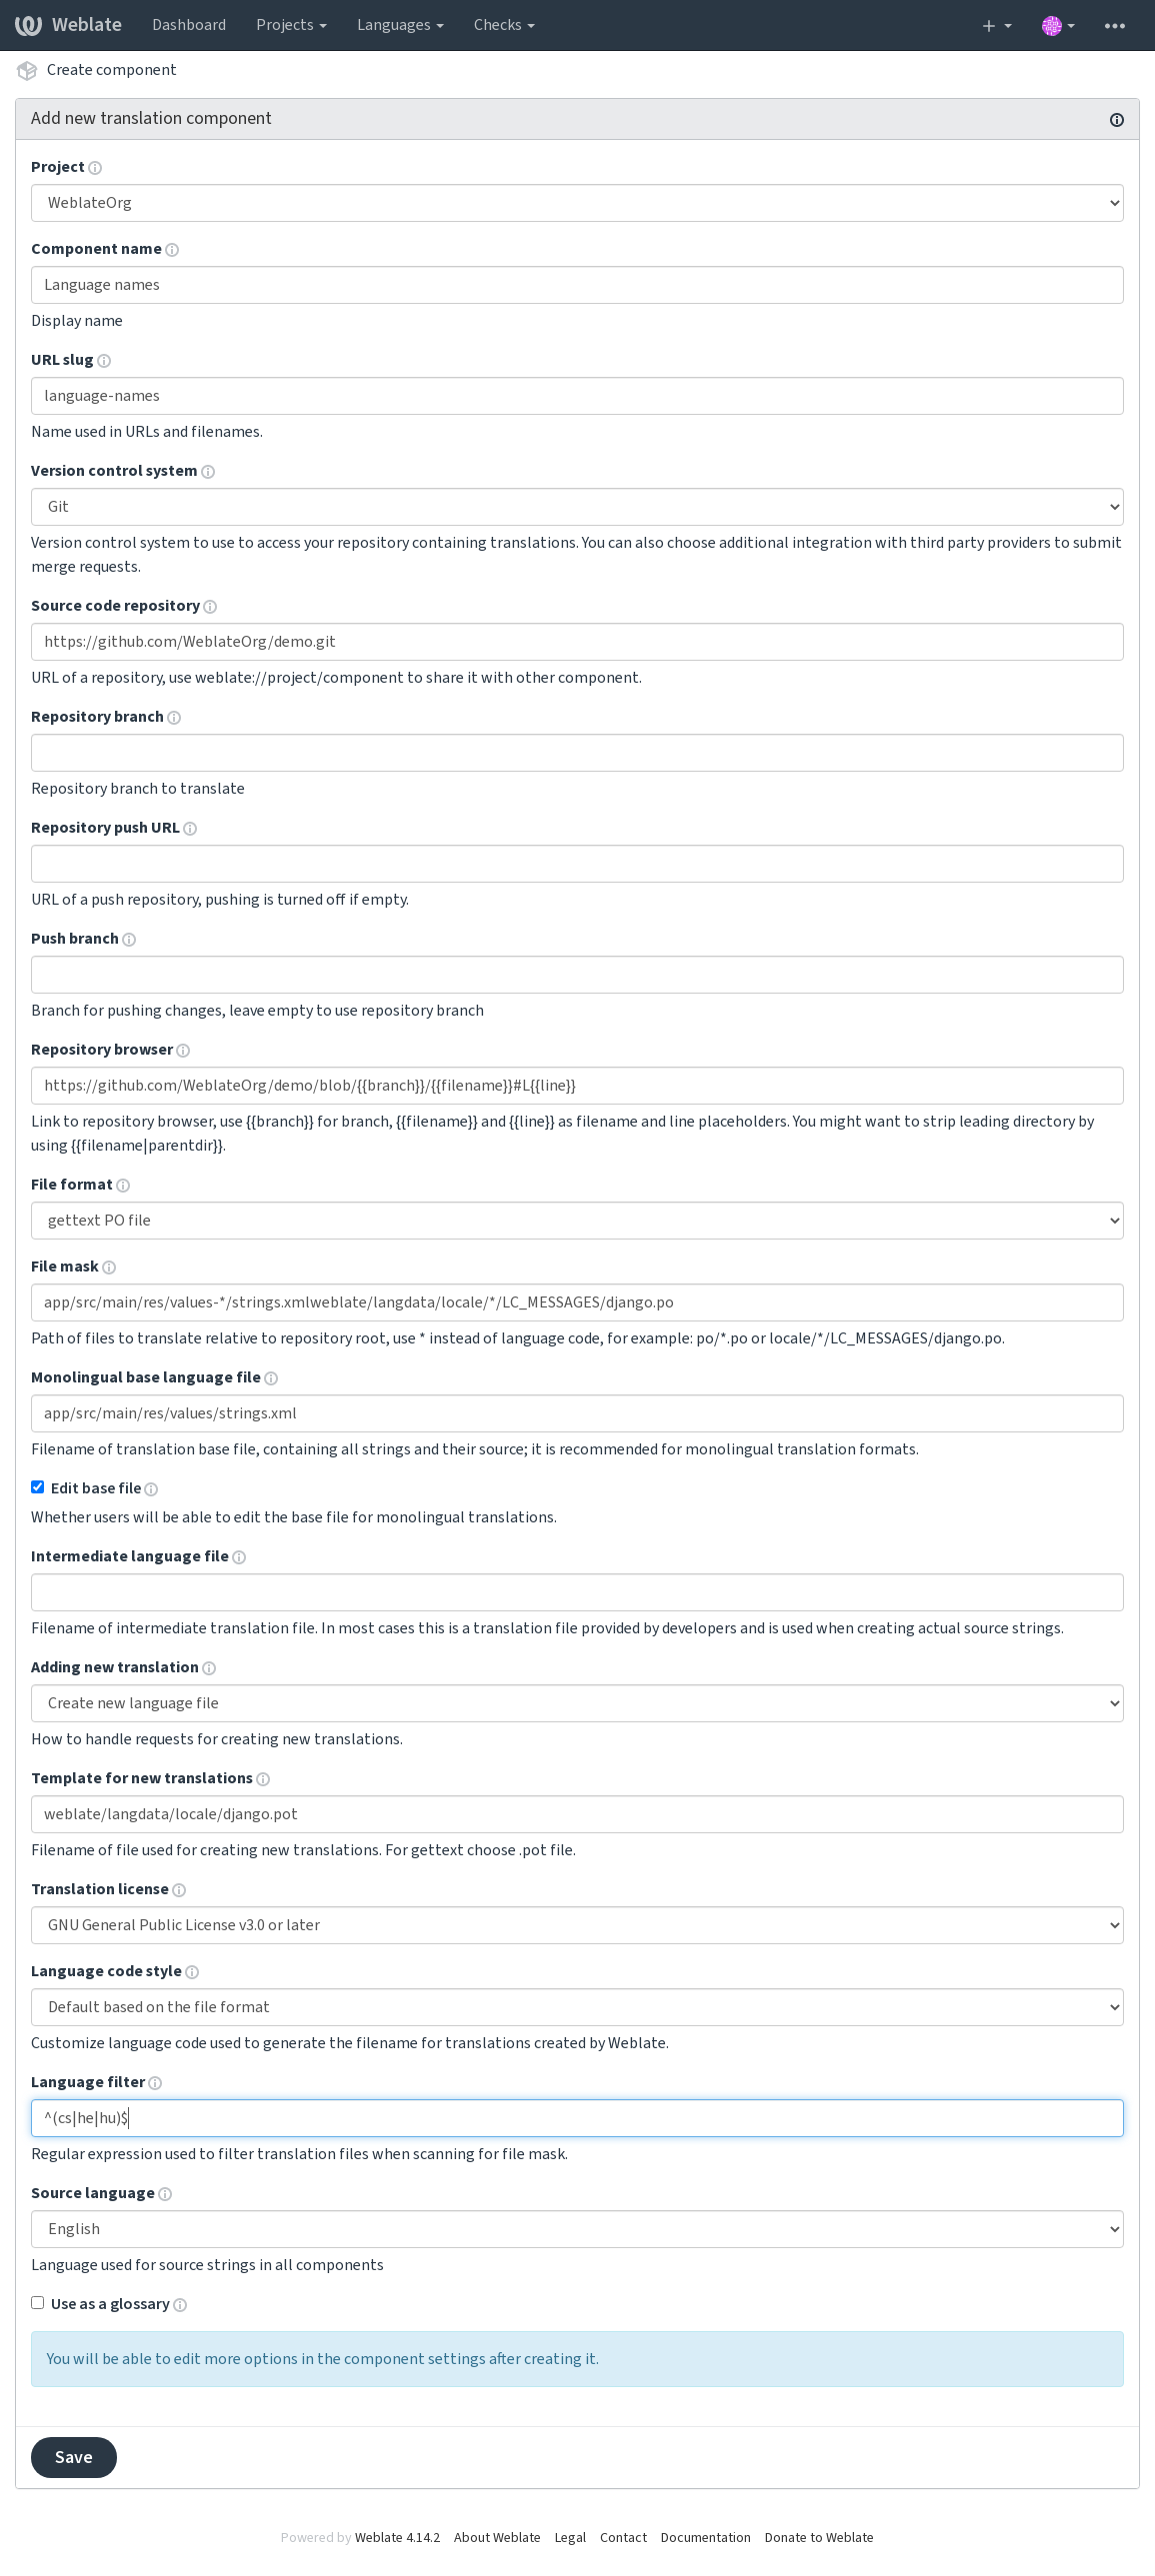 Weblate Dashboard Projects Languages Checks
Create component
Add new translation component
Project
WeblateOrg
Component name
Language names
Display name
URL slug
language-names
Name used in URLs and filenames.
Version control system
Git
Version control system to use to access your repository containing translations. You can also choose additional integration with third party providers to submit
merge requests.
Source code repository
https://github.com/WeblateOrg/demo.git
URL of a repository, use weblate://project/component to share it with other component.
Repository branch
Repository branch to translate
Repository push URL
URL of a push repository, pushing is turned off if empty.
Push branch
Branch for pushing changes, leave empty to use repository branch
Repository browser
https://github.com/WeblateOrg/demo/blob/{{branch}}/{{filename}}#L{{line}}
Link to repository browser, use {{branch}} for branch, {{filename}} and {{line}} as filename and line placeholders. You might want to strip leading directory by
using {{filename|parentdir}}.
File format
gettext PO file
File mask
app/src/main/res/values-*/strings.xmlweblate/langdata/locale/*/LC_MESSAGES/django.po
Path of files to translate relative to repository root, use * instead of language code, for example: po/*.po or locale/*/LC_MESSAGES/django.po.
Monolingual base language file
app/src/main/res/values/strings.xml
Filename of translation base file, containing all strings and their source; it is recommended for monolingual translation formats.
Edit base file
Whether users will be able to edit the base file for monolingual translations.
Intermediate language file
Filename of intermediate translation file. In most cases this is a translation file provided by developers and is used when creating actual source strings.
Adding new translation
Create new language file
How to handle requests for creating new translations.
Template for new translations
weblate/langdata/locale/django.pot
Filename of file used for creating new translations. For gettext choose .pot file.
Translation license
GNU General Public License v3.0 or later
Language code style
Default based on the file format
Customize language code used to generate the filename for translations created by Weblate.
Language filter
^(cs|he|hu)$
Regular expression used to filter translation files when scanning for file mask.
Source language
English
Language used for source strings in all components
Use as a glossary
You will be able to edit more options in the component settings after creating it.
Save
Powered by Weblate 4.14.2 About Weblate Legal Contact Documentation Donate to Weblate